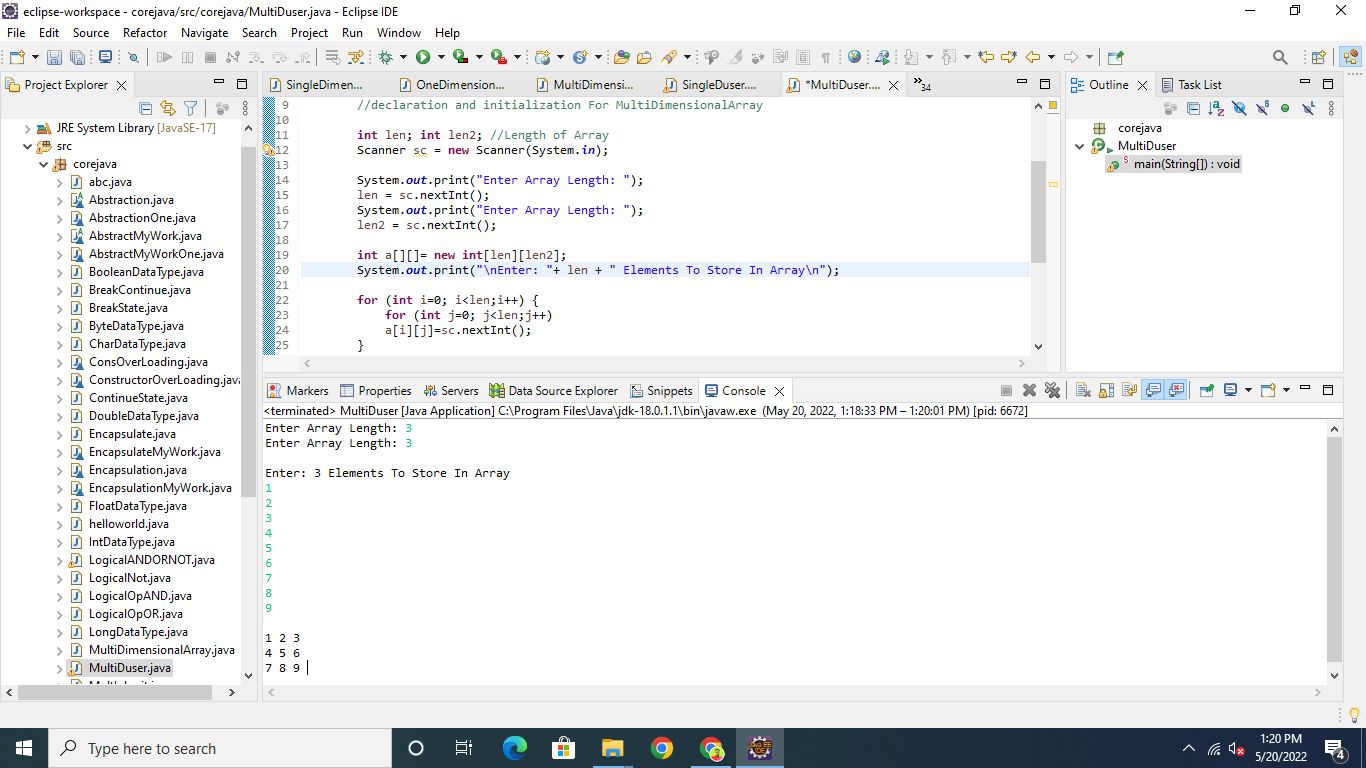 eclipse-workspace - corejava/src/corejava/MultiDuser.java - Eclipse IDE
File Edit Source Refactor Navigate Search Project Run Window Help
Project Explorer
JRE System Library [JavaSE-17]
src
corejava
abc.java
Abstraction.java
AbstractionOne.java
AbstractMyWork.java
AbstractMyWorkOne.java
BooleanDataType.java
BreakContinue.java
BreakState.java
ByteDataType.java
CharDataType.java
ConsOverLoading.java
ConstructorOverLoading.java
ContinueState.java
DoubleDataType.java
Encapsulate.java
EncapsulateMyWork.java
Encapsulation.java
EncapsulationMyWork.java
FloatDataType.java
helloworld.java
IntDataType.java
LogicalANDORNOT.java
LogicalNot.java
LogicalOpAND.java
LogicalOpOR.java
LongDataType.java
MultiDimensionalArray.java
MultiDuser.java
SingleDimen... OneDimension... MultiDimensi... SingleDuser.... *MultiDuser.... »34
9 //declaration and initialization For MultiDimensionalArray
10
11 int len; int len2; //Length of Array
12 Scanner sc = new Scanner(System.in);
13
14 System.out.print("Enter Array Length: ");
15 len = sc.nextInt();
16 System.out.print("Enter Array Length: ");
17 len2 = sc.nextInt();
18
19 int a[][]= new int[len][len2];
20 System.out.print("\nEnter: "+ len + " Elements To Store In Array\n");
21
22 for (int i=0; i<len;i++) {
23 for (int j=0; j<len;j++)
24 a[i][j]=sc.nextInt();
25 }
Outline Task List
corejava
MultiDuser
main(String[]) : void
Markers Properties Servers Data Source Explorer Snippets Console
<terminated> MultiDuser [Java Application] C:\Program Files\Java\jdk-18.0.1.1\bin\javaw.exe (May 20, 2022, 1:18:33 PM – 1:20:01 PM) [pid: 6672]
Enter Array Length: 3
Enter Array Length: 3
Enter: 3 Elements To Store In Array
1
2
3
4
5
6
7
8
9
1 2 3
4 5 6
7 8 9
Type here to search
1:20 PM
5/20/2022
4